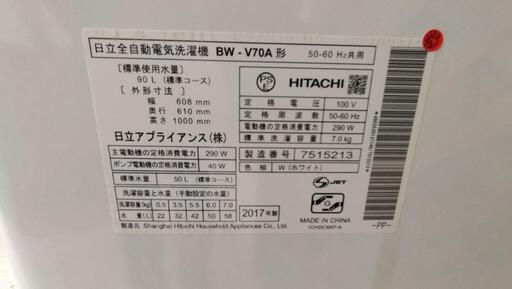 日立全自動電気洗濯機 BW-V70A 形 50-60 Hz共用
[標準使用水量]
90 L (標準コース)
[ 外 形 寸 法 ]
幅 608 mm
奥行 610 mm
高さ 1000 mm
日立アプライアンス(株)
PS
E
HITACHI
定格電圧 100 V
定格周波数 50-60 Hz
電動機の定格消費電力 290 W
標準洗濯容量 7.0 kg
主電動機の定格消費電力 290 W
ポンプ電動機の定格消費電力 40 W
製造番号 7515213
標準水量 50 L (標準コース)
色相 W (ホワイト)
洗濯容量と水量 (手動設定の水量)
洗濯容量(kg) 0.5 3.5 5.5 6.0 7.0
水量(L) 22 32 42 50 58
2017年製
S-JET
G
MADE IN CHINA
製造元 Shanghai Hitachi Household Appliances Co., Ltd.
-PP-